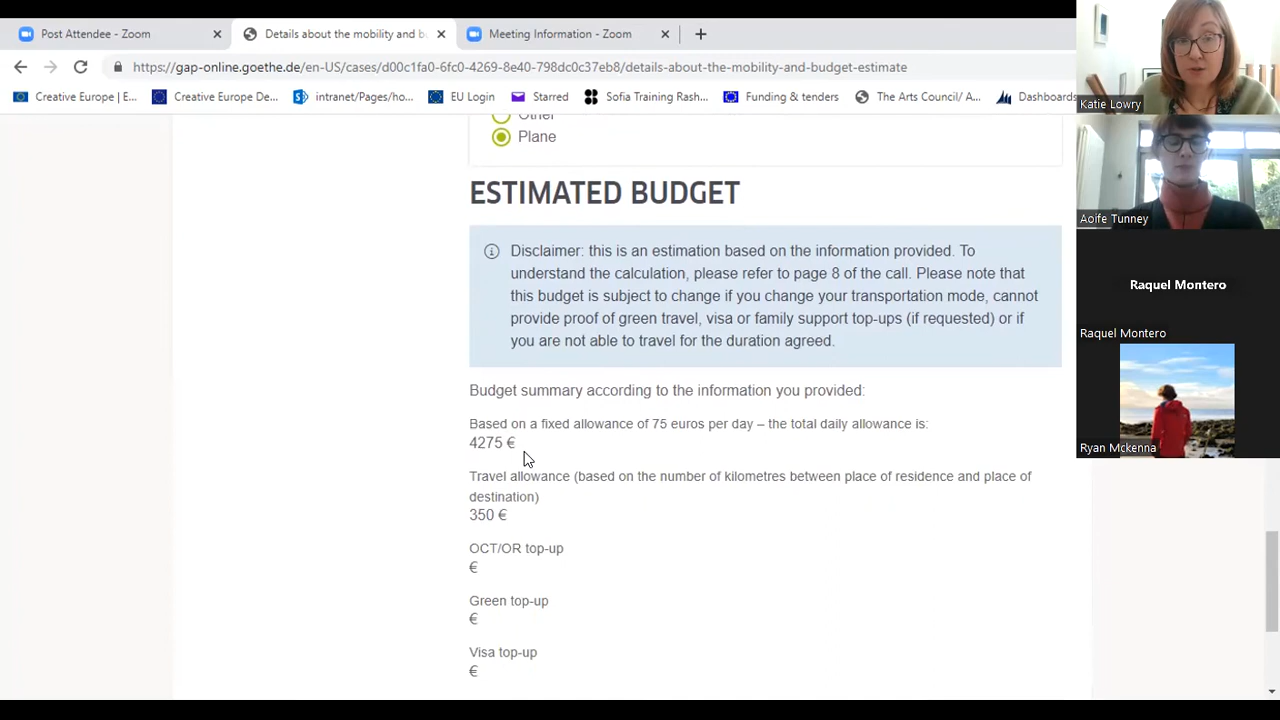 Post Attendee - Zoom
Details about the mobility and b
Meeting Information - Zoom
https://gap-online.goethe.de/en-US/cases/d00c1fa0-6fc0-4269-8e40-798dc0c37eb8/details-about-the-mobility-and-budget-estimate
Creative Europe | E...
Creative Europe De...
intranet/Pages/ho...
EU Login
Starred
Sofia Training Rash...
Funding & tenders
The Arts Council/ A...
Dashboards
Katie Lowry
Other
Plane
Aoife Tunney
ESTIMATED BUDGET
Disclaimer: this is an estimation based on the information provided. To
understand the calculation, please refer to page 8 of the call. Please note that
this budget is subject to change if you change your transportation mode, cannot
provide proof of green travel, visa or family support top-ups (if requested) or if
you are not able to travel for the duration agreed.
Raquel Montero
Raquel Montero
Budget summary according to the information you provided:
Based on a fixed allowance of 75 euros per day – the total daily allowance is:
4275 €
Ryan Mckenna
Travel allowance (based on the number of kilometres between place of residence and place of
destination)
350 €
OCT/OR top-up
€
Green top-up
€
Visa top-up
€